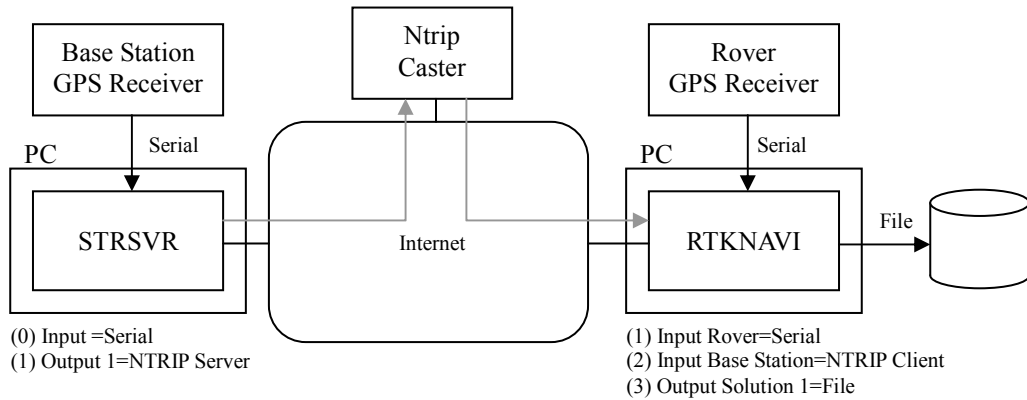 Base Station
GPS Receiver
Ntrip
Caster
Rover
GPS Receiver
Serial
Serial
PC
PC
STRSVR
Internet
RTKNAVI
File
(0) Input =Serial
(1) Output 1=NTRIP Server
(1) Input Rover=Serial
(2) Input Base Station=NTRIP Client
(3) Output Solution 1=File